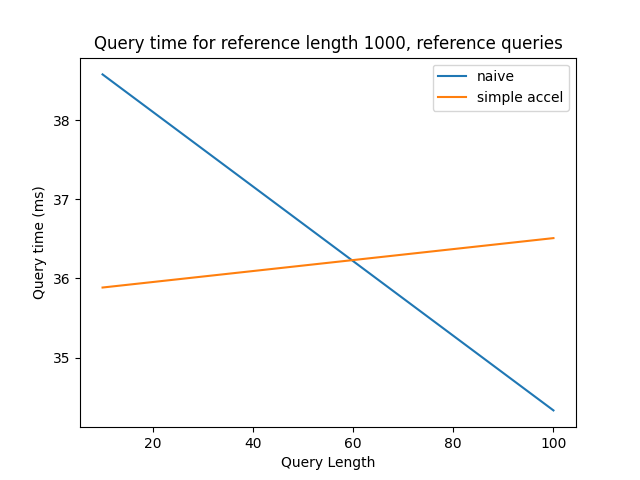 Query time for reference length 1000, reference queries
naive
simple accel
38
37
36
35
Query time (ms)
20 40 60 80 100
Query Length